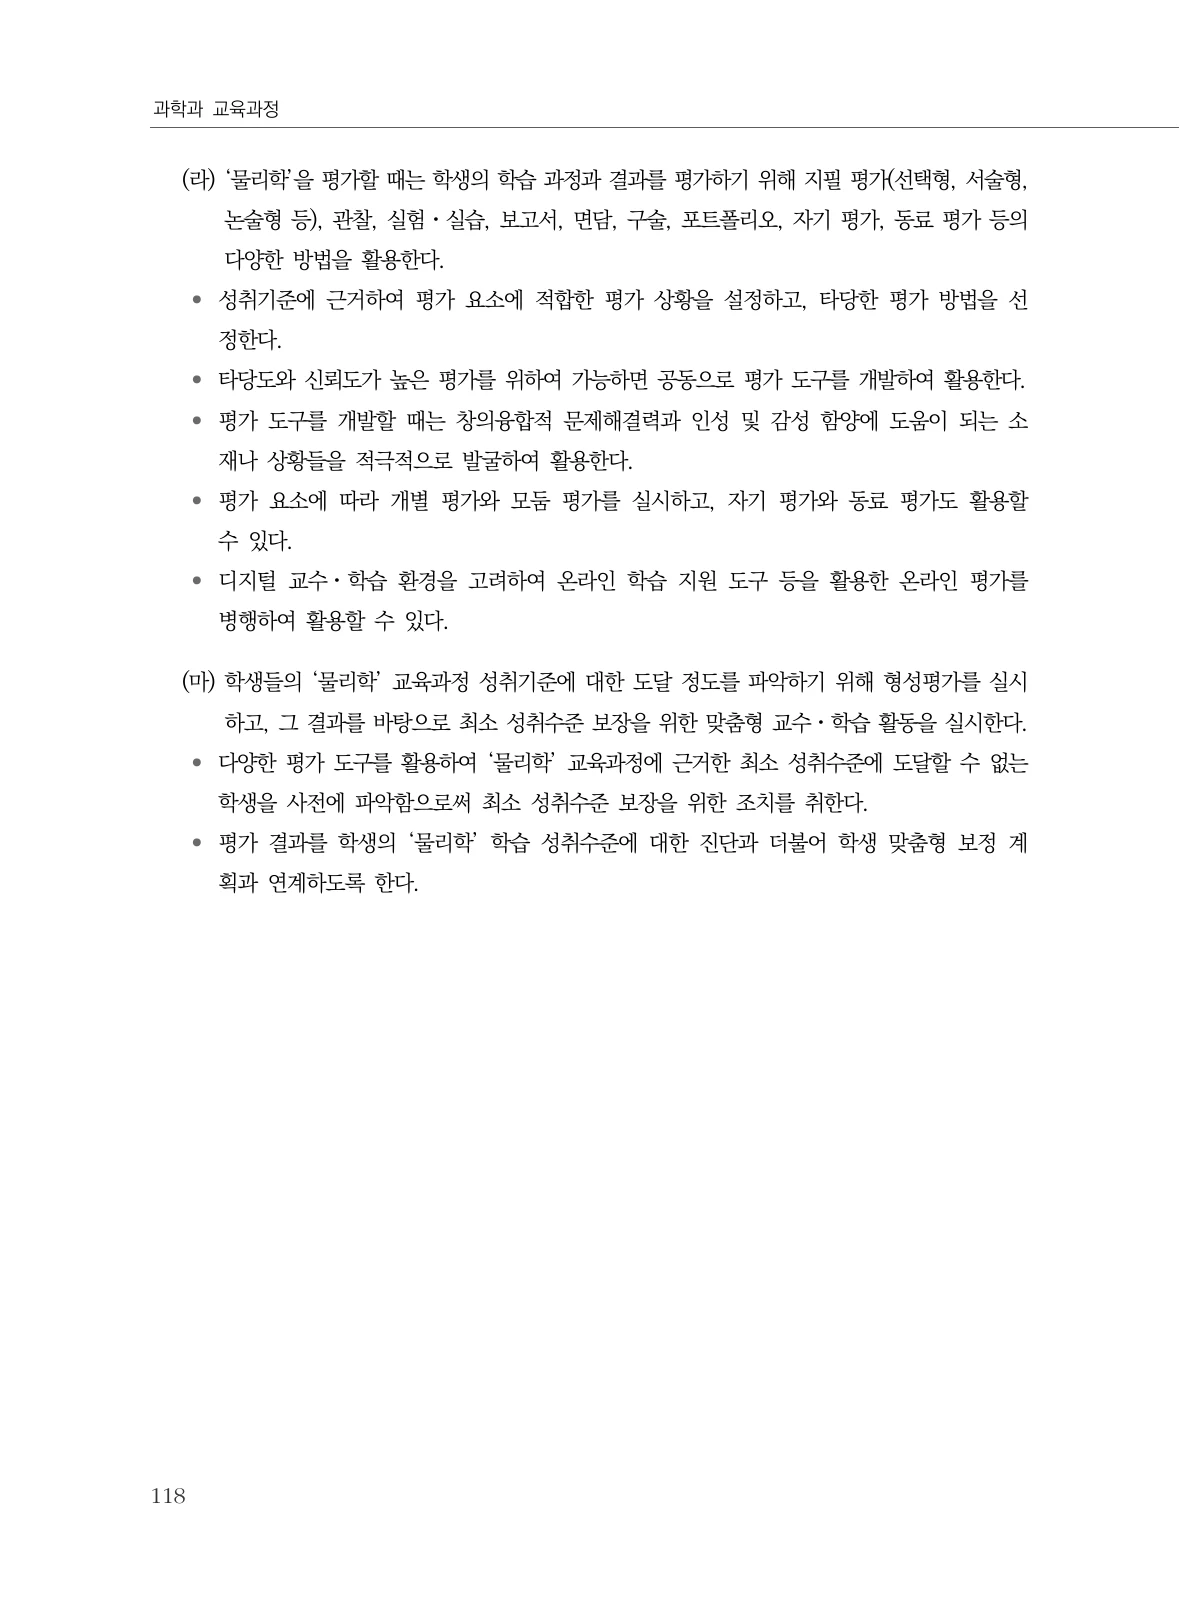 과학과 교육과정
(라) ‘물리학’을 평가할 때는 학생의 학습 과정과 결과를 평가하기 위해 지필 평가(선택형, 서술형,
논술형 등), 관찰, 실험·실습, 보고서, 면담, 구술, 포트폴리오, 자기 평가, 동료 평가 등의
다양한 방법을 활용한다.
• 성취기준에 근거하여 평가 요소에 적합한 평가 상황을 설정하고, 타당한 평가 방법을 선
정한다.
• 타당도와 신뢰도가 높은 평가를 위하여 가능하면 공동으로 평가 도구를 개발하여 활용한다.
• 평가 도구를 개발할 때는 창의융합적 문제해결력과 인성 및 감성 함양에 도움이 되는 소
재나 상황들을 적극적으로 발굴하여 활용한다.
• 평가 요소에 따라 개별 평가와 모둠 평가를 실시하고, 자기 평가와 동료 평가도 활용할
수 있다.
• 디지털 교수·학습 환경을 고려하여 온라인 학습 지원 도구 등을 활용한 온라인 평가를
병행하여 활용할 수 있다.
(마) 학생들의 ‘물리학’ 교육과정 성취기준에 대한 도달 정도를 파악하기 위해 형성평가를 실시
하고, 그 결과를 바탕으로 최소 성취수준 보장을 위한 맞춤형 교수·학습 활동을 실시한다.
• 다양한 평가 도구를 활용하여 ‘물리학’ 교육과정에 근거한 최소 성취수준에 도달할 수 없는
학생을 사전에 파악함으로써 최소 성취수준 보장을 위한 조치를 취한다.
• 평가 결과를 학생의 ‘물리학’ 학습 성취수준에 대한 진단과 더불어 학생 맞춤형 보정 계
획과 연계하도록 한다.
118